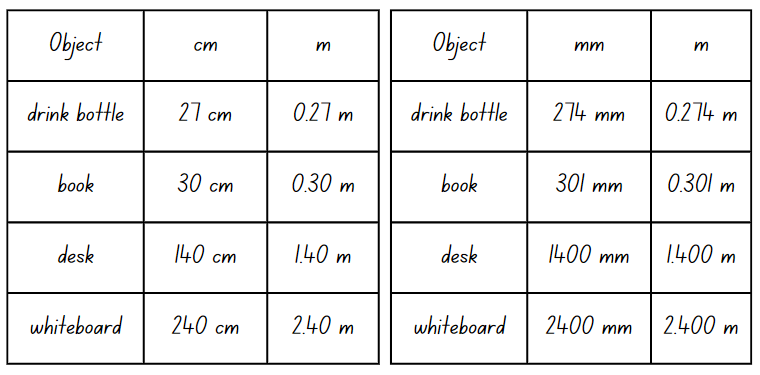 Object cm m
drink bottle 27 cm 0.27 m
book 30 cm 0.30 m
desk 140 cm 1.40 m
whiteboard 240 cm 2.40 m
Object mm m
drink bottle 274 mm 0.274 m
book 301 mm 0.301 m
desk 1400 mm 1.400 m
whiteboard 2400 mm 2.400 m